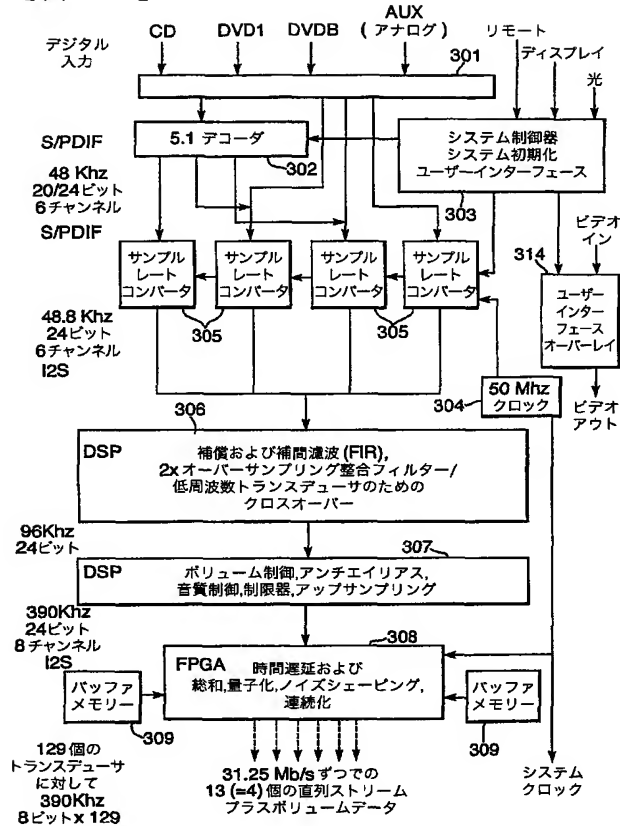 デジタル
入力
CD
DVD1
DVDB
AUX
(アナログ)
301
リモート
ディスプレイ
光
S/PDIF
5.1 デコーダ
302
システム制御器
システム初期化
ユーザーインターフェース
303
48 Khz
20/24ビット
6チャンネル
S/PDIF
サンプル
レート
コンバータ
サンプル
レート
コンバータ
サンプル
レート
コンバータ
サンプル
レート
コンバータ
305
305
ビデオ
イン
314
ユーザー
インター
フェース
オーバーレイ
48.8 Khz
24ビット
6チャンネル
I2S
304
50 Mhz
クロック
ビデオ
アウト
306
DSP
補償および補間濾波(FIR),
2xオーバーサンプリング整合フィルター/
低周波数トランスデューサのための
クロスオーバー
96Khz
24ビット
307
DSP
ボリューム制御,アンチエイリアス,
音質制御,制限器,アップサンプリング
390Khz
24ビット
8チャンネル
I2S
308
FPGA
時間遅延および
総和,量子化,ノイズシェーピング,
連続化
バッファ
メモリー
309
バッファ
メモリー
309
129個の
トランスデューサ
に対して
390Khz
8ビットx 129
31.25 Mb/sずつでの
13 (=4) 個の直列ストリーム
プラスボリュームデータ
システム
クロック